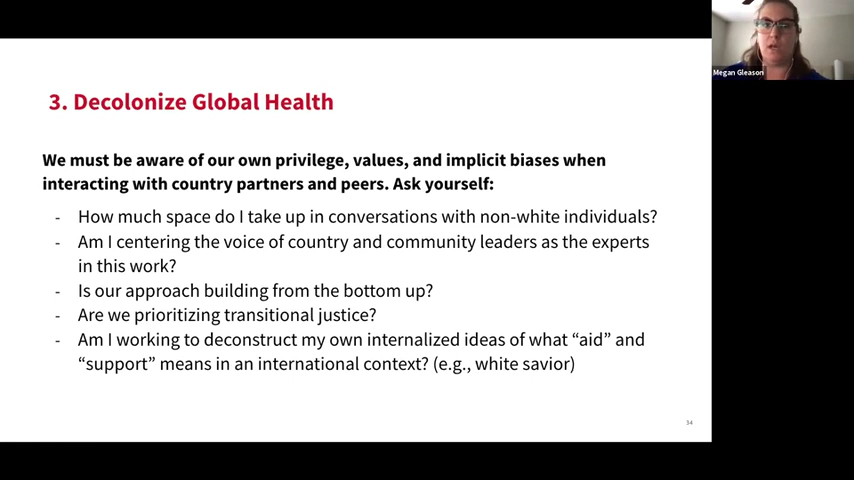 3. Decolonize Global Health
We must be aware of our own privilege, values, and implicit biases when
interacting with country partners and peers. Ask yourself:
- How much space do I take up in conversations with non-white individuals?
- Am I centering the voice of country and community leaders as the experts
in this work?
- Is our approach building from the bottom up?
- Are we prioritizing transitional justice?
- Am I working to deconstruct my own internalized ideas of what “aid” and
“support” means in an international context? (e.g., white savior)
34
Megan Gleason